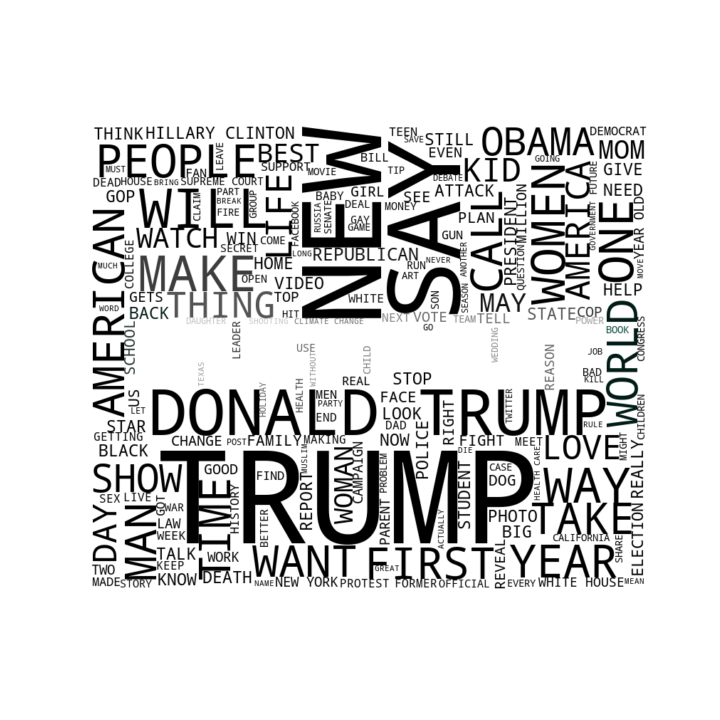 THINK HILLARY CLINTON
TEEN
SAVE
STILL
OBAMA
DEMOCRAT
PEOPLE
LEAVE
BEST
NEW
SAY
BILL
EVEN
GOING
MOM
MUST
FAN
SUPPORT
MOVIE
TIP
DEBATE
KID
GIVE
DEAD
HOUSE
BRING
SUPREME COURT
LIFE
BABY
GIRL
SEE
ATTACK
CALL
MILLION
WOMEN
AMERICA
FUTURE
NEED
GOP
WILL
CLAIM
PART
BREAK
FIRE
GROUP
FACEBOOK
RUSSIA
SENATE
DEAL
GAY
GAME
MONEY
PLAN
PRESIDENT
QUESTION
GOVERNMENT
ONE
YEAR OLD
AMERICAN
COLLEGE
WATCH
WIN
COME
SECRET
LONG
REPUBLICAN
GUN
RUN
NEVER
ART
ANOTHER
SEASON
MOVE
MUCH
MAKE
OPEN
HOME
VIDEO
WHITE
SON
MAY
HELP
WORD
GETS
THING
TOP
HIT
BACK
STATE
COP
WORLD
DAUGHTER
SHOOTING
CLIMATE CHANGE
NEXT
VOTE
TEAM
TELL
POWER
GO
BOOK
CONGRESS
SCHOOL
LEADER
USE
WITHOUT
CHILD
WEDDING
REASON
JOB
TEXAS
HOLIDAY
HEALTH
REAL
STOP
BAD
KILL
US
LET
DONALD TRUMP
MEN
PARTY
END
FACE
LOOK
DAD
RIGHT
TWITTER
RULE
CHILDREN
STAR
GETTING
CHANGE
POST
FAMILY
MAKING
NOW
POLICE
FIGHT
MEET
LOVE
MIGHT
REALLY
BLACK
TRUMP
MUSLIM
WOMAN
CAMPAIGN
PROBLEM
DIE
HEALTH CARE
SHOW
GOOD
FIND
REPORT
STUDENT
CASE
DOG
WAY
SEX
LIVE
GOT
TIME
HISTORY
BETTER
PARENT
ACTUALLY
PHOTO
TAKE
ELECTION
DAY
MAN
WAR
LAW
WEEK
BIG
CALIFORNIA
SHARE
TALK
WORK
WANT
FIRST
REVEAL
YEAR
TWO
KEEP
GREAT
MADE
STORY
KNOW
DEATH
NAME
NEW YORK
PROTEST
FORMER
OFFICIAL
EVERY
WHITE HOUSE
MEAN